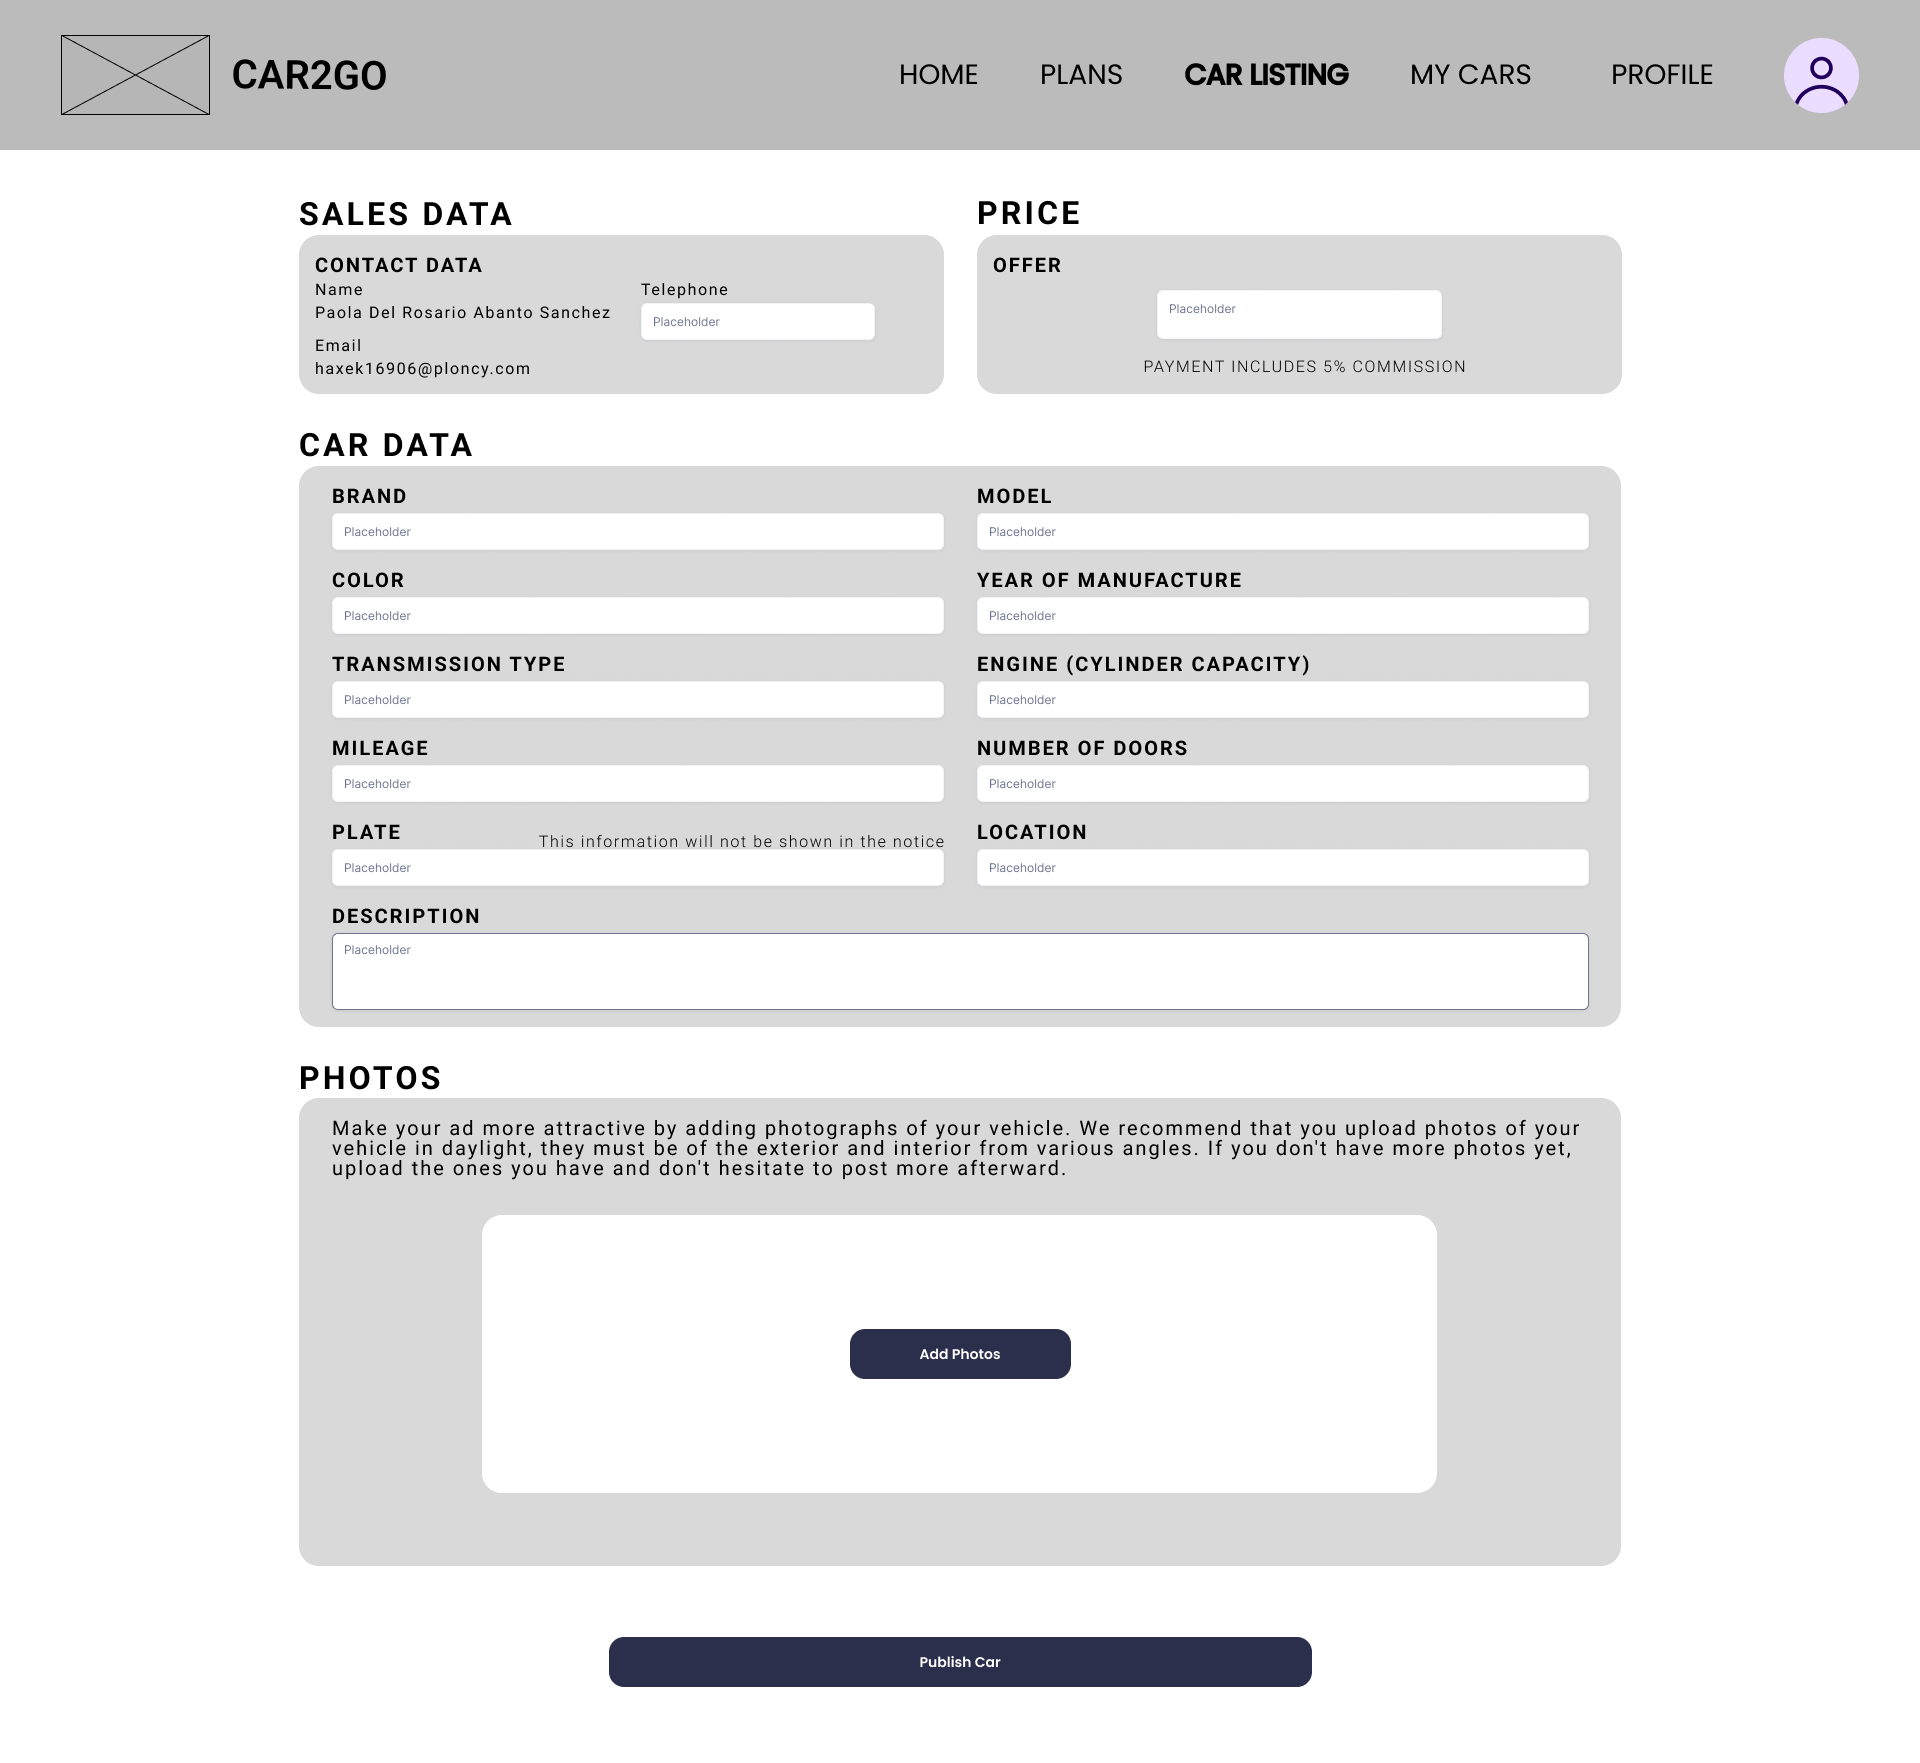 CAR2GO
HOME
PLANS
CAR LISTING
MY CARS
PROFILE
SALES DATA
CONTACT DATA
Name
Paola Del Rosario Abanto Sanchez
Email
haxek16906@ploncy.com
Telephone
Placeholder
PRICE
OFFER
Placeholder
PAYMENT INCLUDES 5% COMMISSION
CAR DATA
BRAND
Placeholder
MODEL
Placeholder
COLOR
Placeholder
YEAR OF MANUFACTURE
Placeholder
TRANSMISSION TYPE
Placeholder
ENGINE (CYLINDER CAPACITY)
Placeholder
MILEAGE
Placeholder
NUMBER OF DOORS
Placeholder
PLATE
This information will not be shown in the notice
Placeholder
LOCATION
Placeholder
DESCRIPTION
Placeholder
PHOTOS
Make your ad more attractive by adding photographs of your vehicle. We recommend that you upload photos of your
vehicle in daylight, they must be of the exterior and interior from various angles. If you don't have more photos yet,
upload the ones you have and don't hesitate to post more afterward.
Add Photos
Publish Car